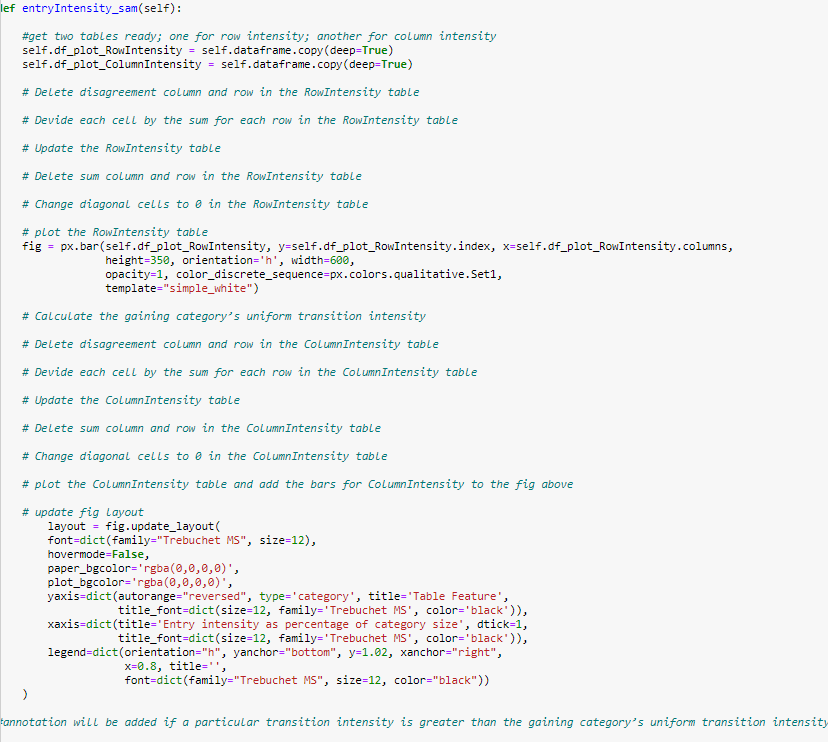 def entryIntensity_sam(self):
#get two tables ready; one for row intensity; another for column intensity
self.df_plot_RowIntensity = self.dataframe.copy(deep=True)
self.df_plot_ColumnIntensity = self.dataframe.copy(deep=True)
# Delete disagreement column and row in the RowIntensity table
# Devide each cell by the sum for each row in the RowIntensity table
# Update the RowIntensity table
# Delete sum column and row in the RowIntensity table
# Change diagonal cells to 0 in the RowIntensity table
# plot the RowIntensity table
fig = px.bar(self.df_plot_RowIntensity, y=self.df_plot_RowIntensity.index, x=self.df_plot_RowIntensity.columns,
height=350, orientation='h', width=600,
opacity=1, color_discrete_sequence=px.colors.qualitative.Set1,
template="simple_white")
# Calculate the gaining category's uniform transition intensity
# Delete disagreement column and row in the ColumnIntensity table
# Devide each cell by the sum for each row in the ColumnIntensity table
# Update the ColumnIntensity table
# Delete sum column and row in the ColumnIntensity table
# Change diagonal cells to 0 in the ColumnIntensity table
# plot the ColumnIntensity table and add the bars for ColumnIntensity to the fig above
# update fig layout
layout = fig.update_layout(
font=dict(family="Trebuchet MS", size=12),
hovermode=False,
paper_bgcolor='rgba(0,0,0,0)',
plot_bgcolor='rgba(0,0,0,0)',
yaxis=dict(autorange="reversed", type='category', title='Table Feature',
title_font=dict(size=12, family='Trebuchet MS', color='black')),
xaxis=dict(title='Entry intensity as percentage of category size', dtick=1,
title_font=dict(size=12, family='Trebuchet MS', color='black')),
legend=dict(orientation="h", yanchor="bottom", y=1.02, xanchor="right",
x=0.8, title='',
font=dict(family="Trebuchet MS", size=12, color="black"))
)
#annotation will be added if a particular transition intensity is greater than the gaining category's uniform transition intensity